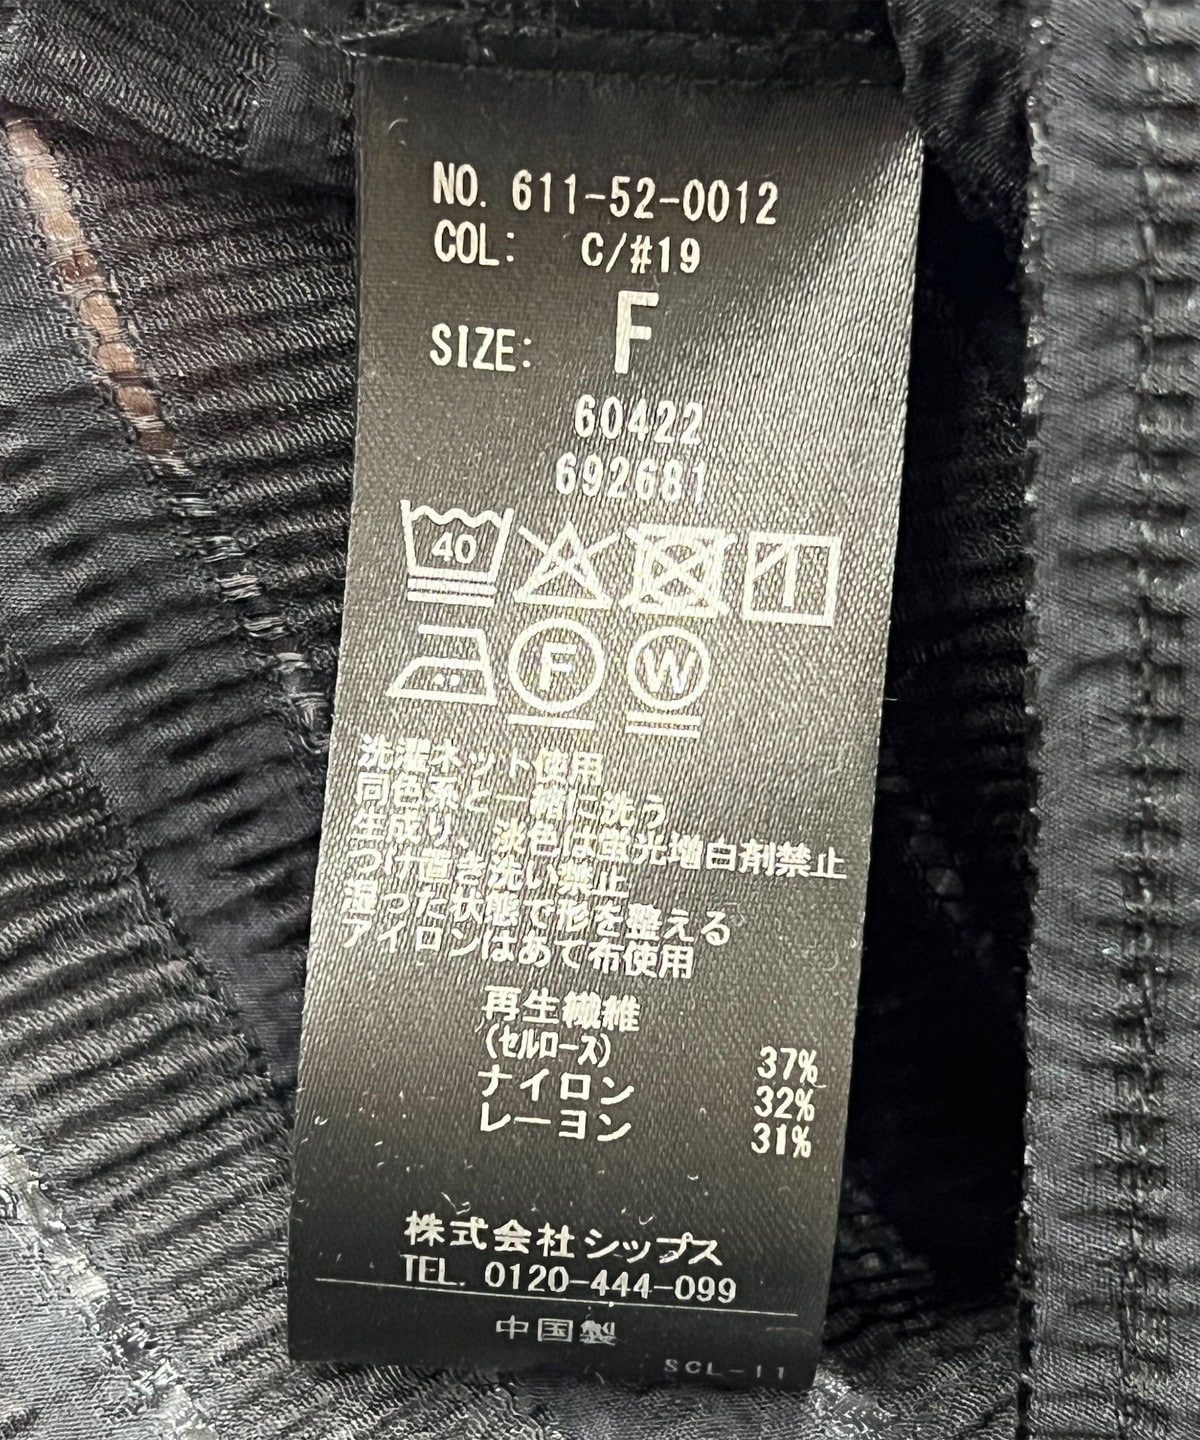 NO. 611-52-0012
COL: C/#19
SIZE: F
60422
692681
40
F W
洗濯ネット使用
同色系と一緒に洗う
生成り、淡色は蛍光増白剤禁止
つけ置き洗い禁止
湿った状態で形を整える
アイロンはあて布使用
再生繊維
(セルロース) 37%
ナイロン 32%
レーヨン 31%
株式会社シップス
TEL. 0120-444-099
中国製
SCL-11